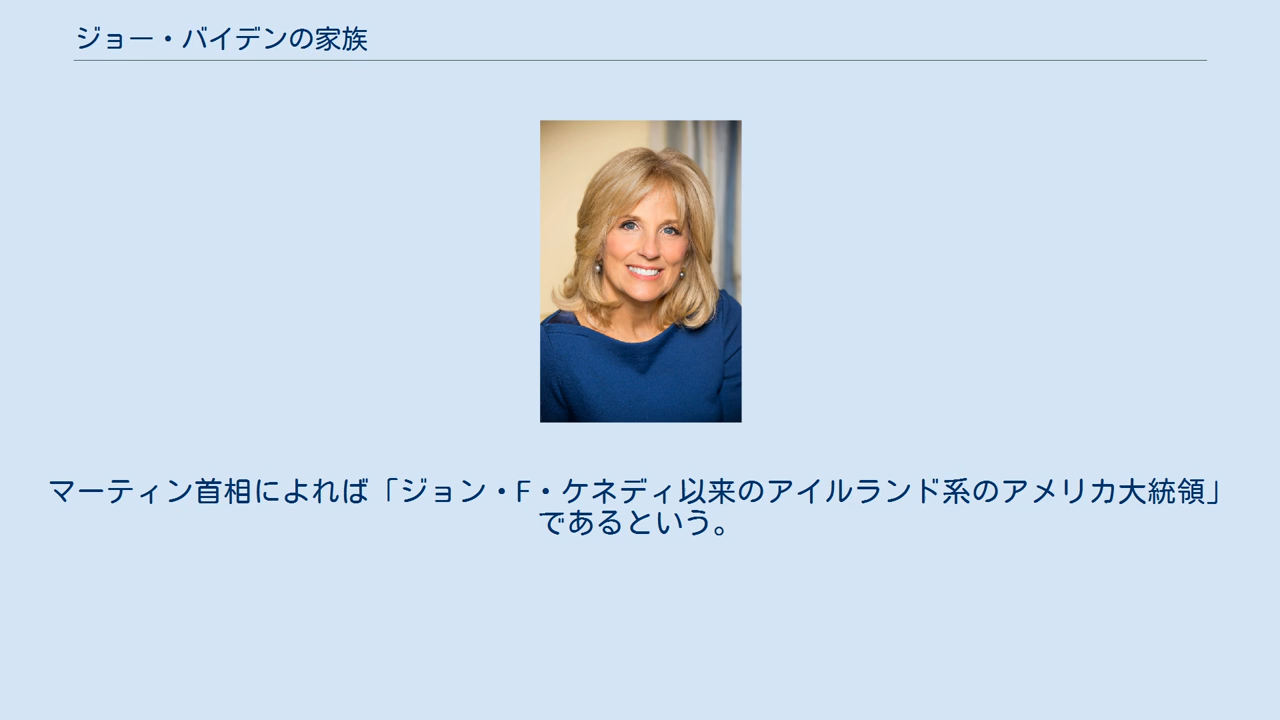 ジョー・バイデンの家族
マーティン首相によれば「ジョン・F・ケネディ以来のアイルランド系のアメリカ大統領」
であるという。